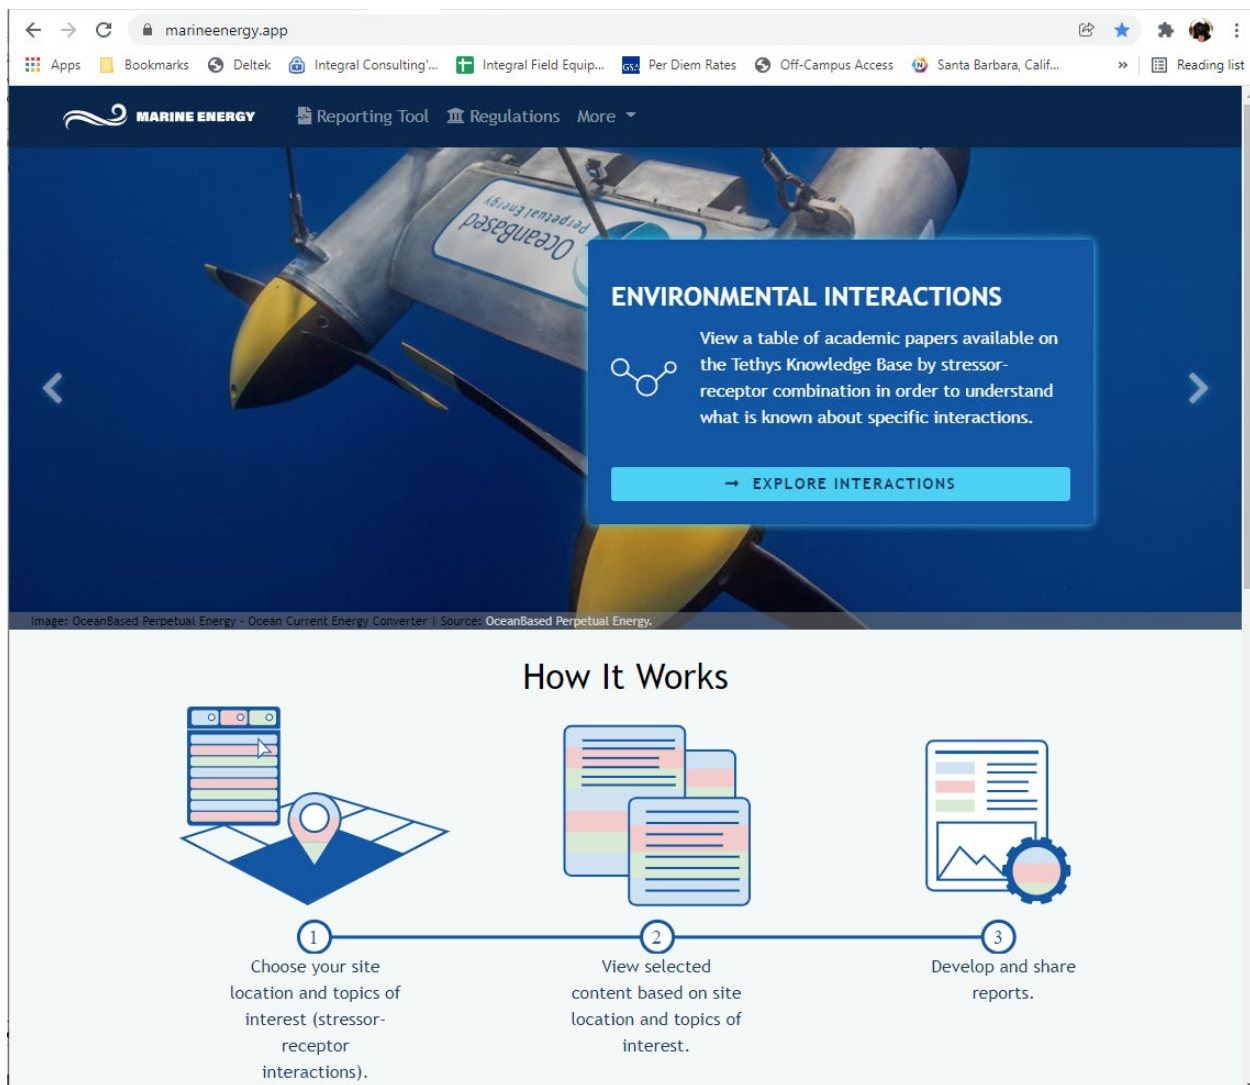 marineenergy.app
Apps Bookmarks Deltek Integral Consulting'... Integral Field Equip... GSA Per Diem Rates Off-Campus Access Santa Barbara, Calif... » Reading list
MARINE ENERGY Reporting Tool Regulations More
OceanBased
Perpetual Energy
ENVIRONMENTAL INTERACTIONS
View a table of academic papers available on
the Tethys Knowledge Base by stressor-
receptor combination in order to understand
what is known about specific interactions.
→ EXPLORE INTERACTIONS
Image: OceanBased Perpetual Energy - Ocean Current Energy Converter | Source: OceanBased Perpetual Energy.
How It Works
1
Choose your site
location and topics of
interest (stressor-
receptor
interactions).
2
View selected
content based on site
location and topics of
interest.
3
Develop and share
reports.